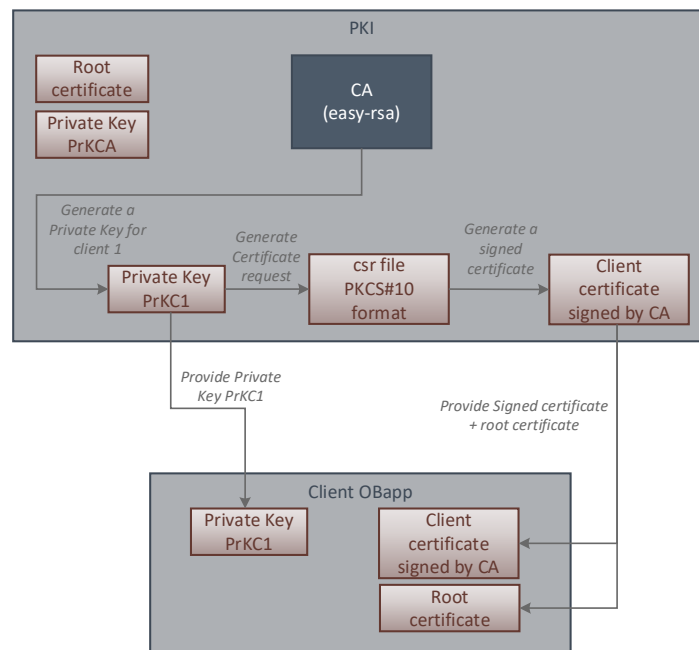 PKI
Root
certificate
Private Key
PrKCA
CA
(easy-rsa)
Generate a
Private Key for
client 1
Private Key
PrKC1
Generate
Certificate
request
csr file
PKCS#10
format
Generate a
signed
certificate
Client
certificate
signed by CA
Provide Private
Key PrKC1
Provide Signed certificate
+ root certificate
Client OBapp
Private Key
PrKC1
Client
certificate
signed by CA
Root
certificate